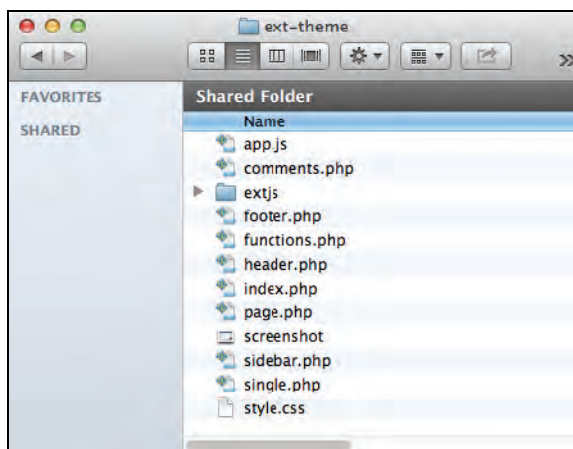 ext-theme
FAVORITES
SHARED
Shared Folder
Name
app.js
comments.php
extjs
footer.php
functions.php
header.php
index.php
page.php
screenshot
sidebar.php
single.php
style.css